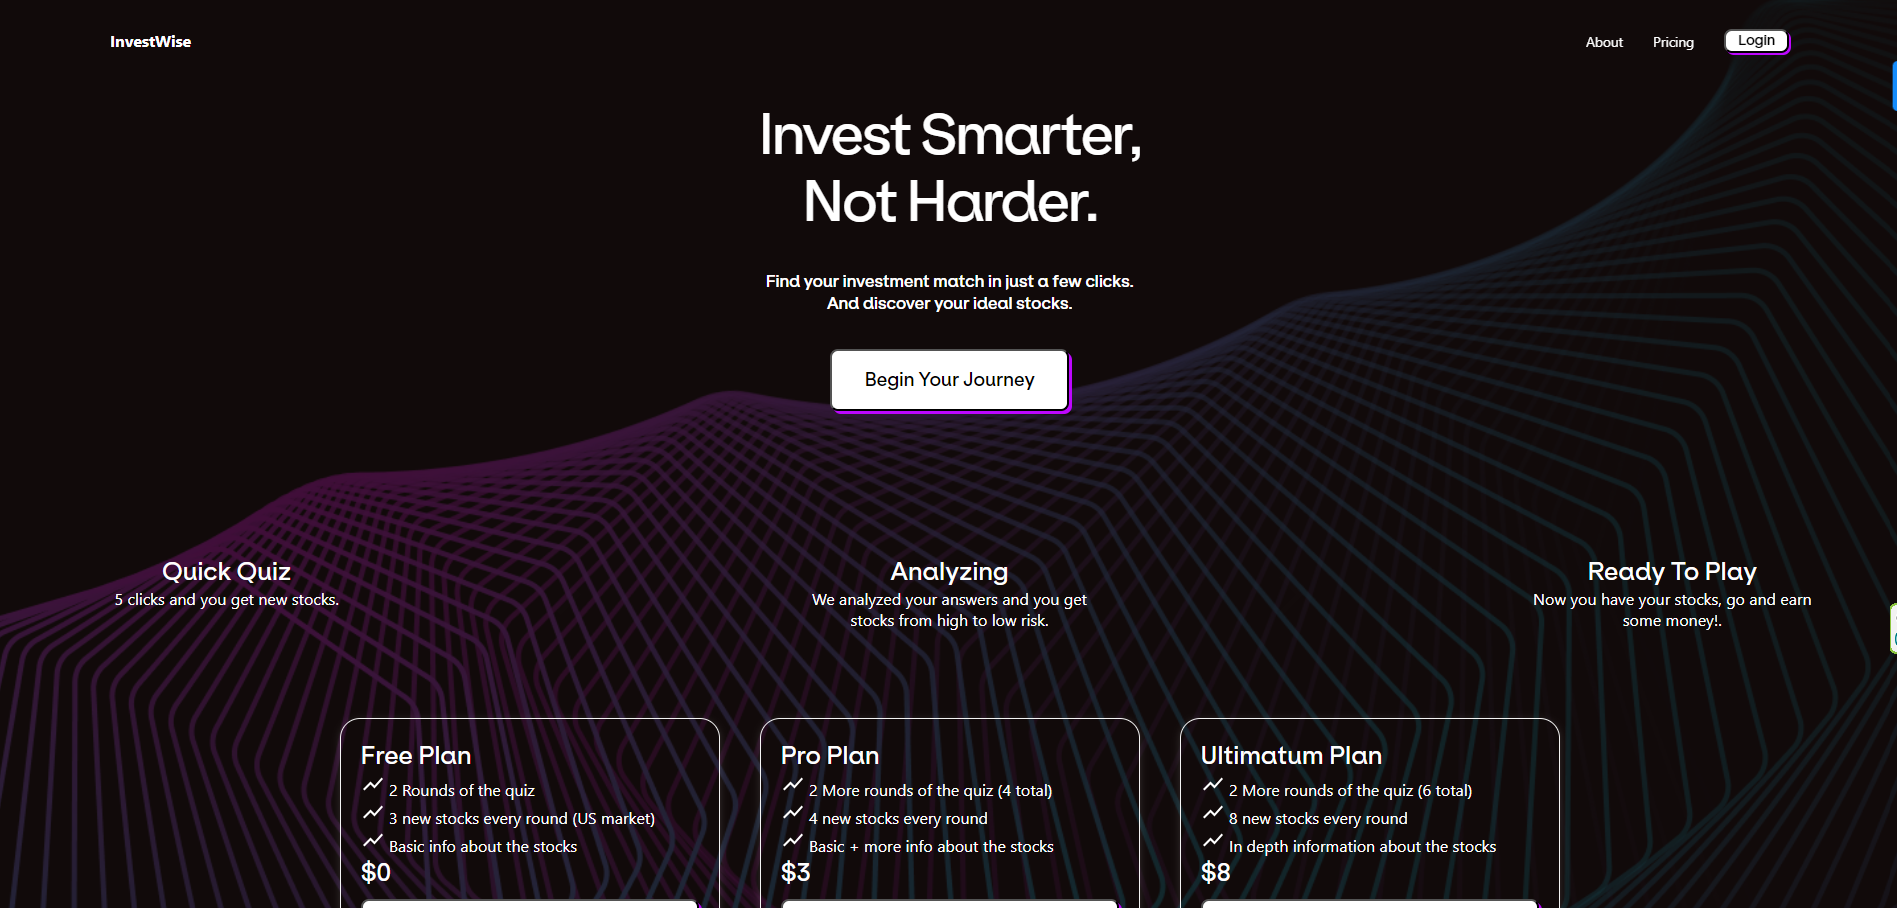 InvestWise
About
Pricing
Login
Invest Smarter,
Not Harder.
Find your investment match in just a few clicks.
And discover your ideal stocks.
Begin Your Journey
Quick Quiz
5 clicks and you get new stocks.
Analyzing
We analyzed your answers and you get
stocks from high to low risk.
Ready To Play
Now you have your stocks, go and earn
some money!.
Free Plan
2 Rounds of the quiz
3 new stocks every round (US market)
Basic info about the stocks
$0
Pro Plan
2 More rounds of the quiz (4 total)
4 new stocks every round
Basic + more info about the stocks
$3
Ultimatum Plan
2 More rounds of the quiz (6 total)
8 new stocks every round
In depth information about the stocks
$8